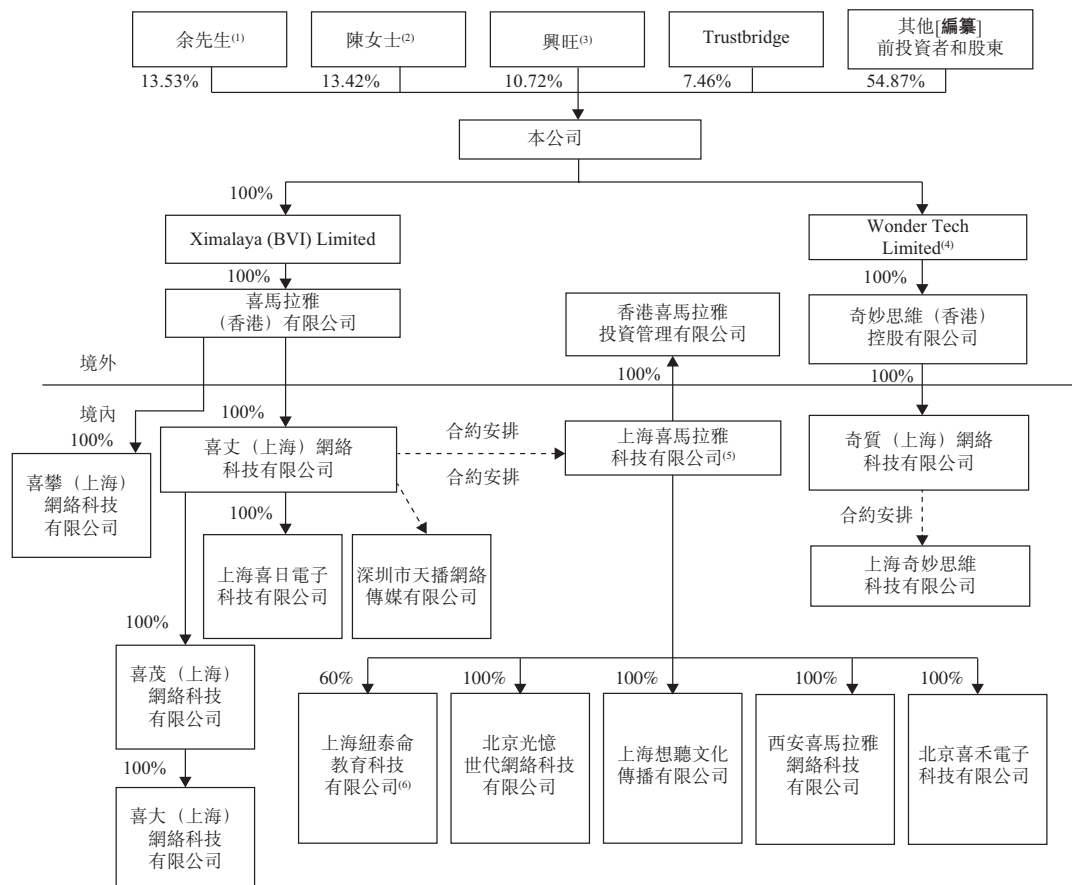 余先生(1)
陳女士(2)
興旺(3)
Trustbridge
其他[編纂]
前投資者和股東
13.53%
13.42%
10.72%
7.46%
54.87%
本公司
100%
100%
Ximalaya (BVI) Limited
Wonder Tech
Limited(4)
100%
100%
喜馬拉雅
（香港）有限公司
香港喜馬拉雅
投資管理有限公司
奇妙思維（香港）
控股有限公司
境外
100%
100%
境內
100%
100%
喜攀（上海）
網絡科技
有限公司
喜丈（上海）網絡
科技有限公司
合約安排
合約安排
上海喜馬拉雅
科技有限公司(5)
奇質（上海）網絡
科技有限公司
100%
合約安排
上海喜日電子
科技有限公司
深圳市天播網絡
傳媒有限公司
上海奇妙思維
科技有限公司
100%
喜茂（上海）
網絡科技
有限公司
60%
100%
100%
100%
100%
上海紐泰侖
教育科技
有限公司(6)
北京光憶
世代網絡科技
有限公司
上海想聽文化
傳播有限公司
西安喜馬拉雅
網絡科技
有限公司
北京喜禾電子
科技有限公司
100%
喜大（上海）
網絡科技
有限公司